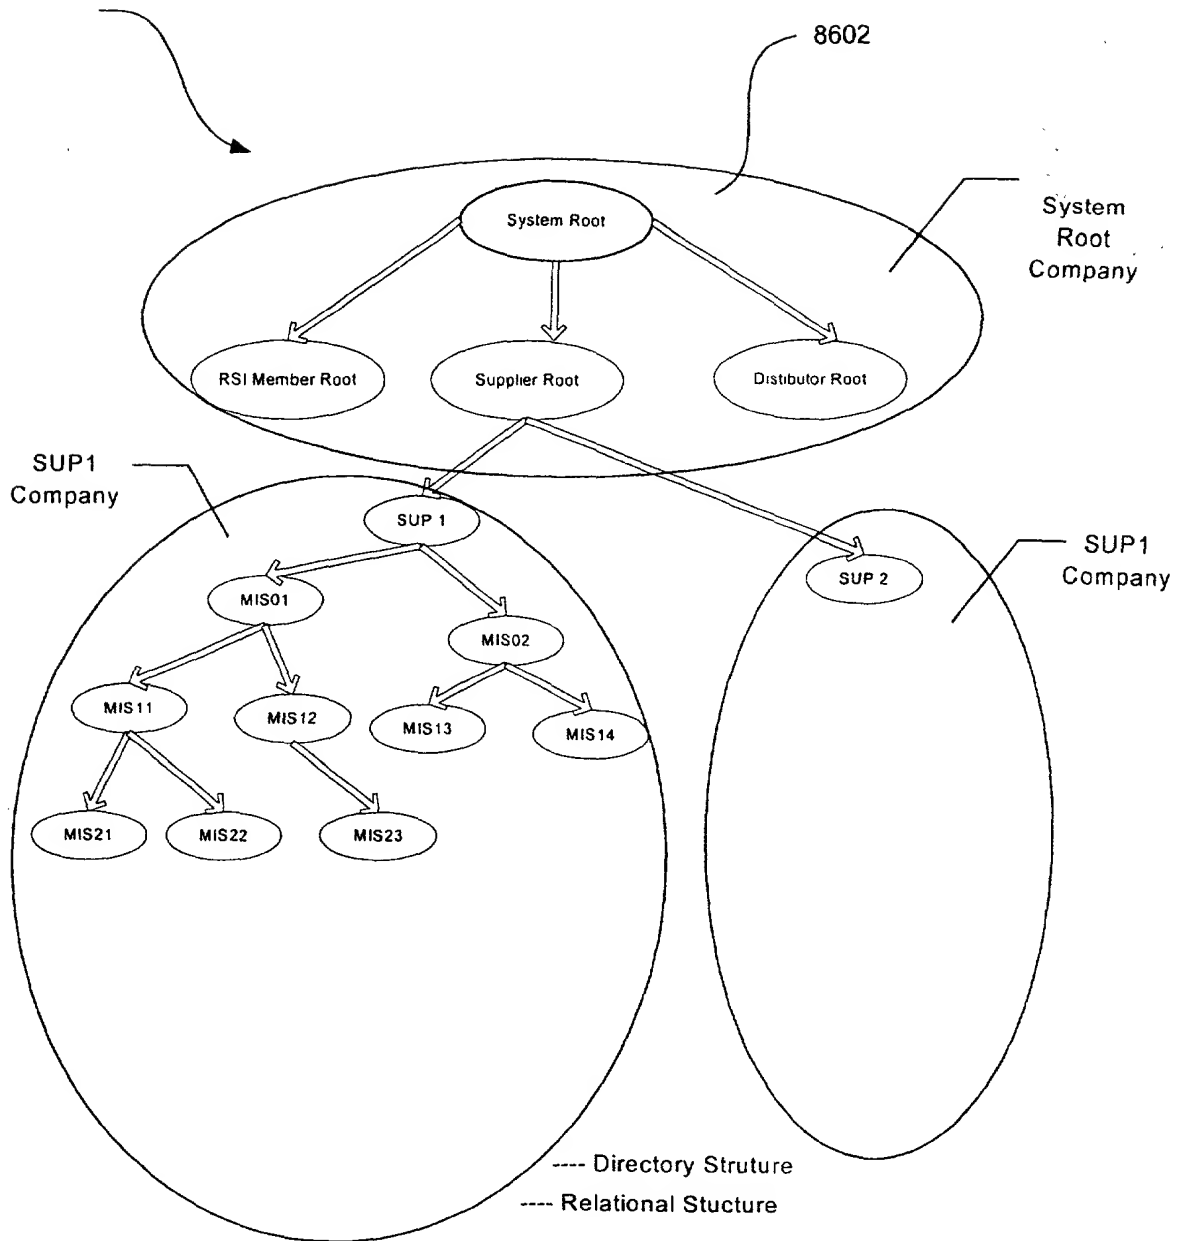 8602
System Root
System
Root
Company
RSI Member Root
Supplier Root
Distibutor Root
SUP1
Company
SUP 1
SUP1
Company
SUP 2
MIS01
MIS02
MIS11
MIS12
MIS13
MIS14
MIS21
MIS22
MIS23
---- Directory Struture
---- Relational Stucture